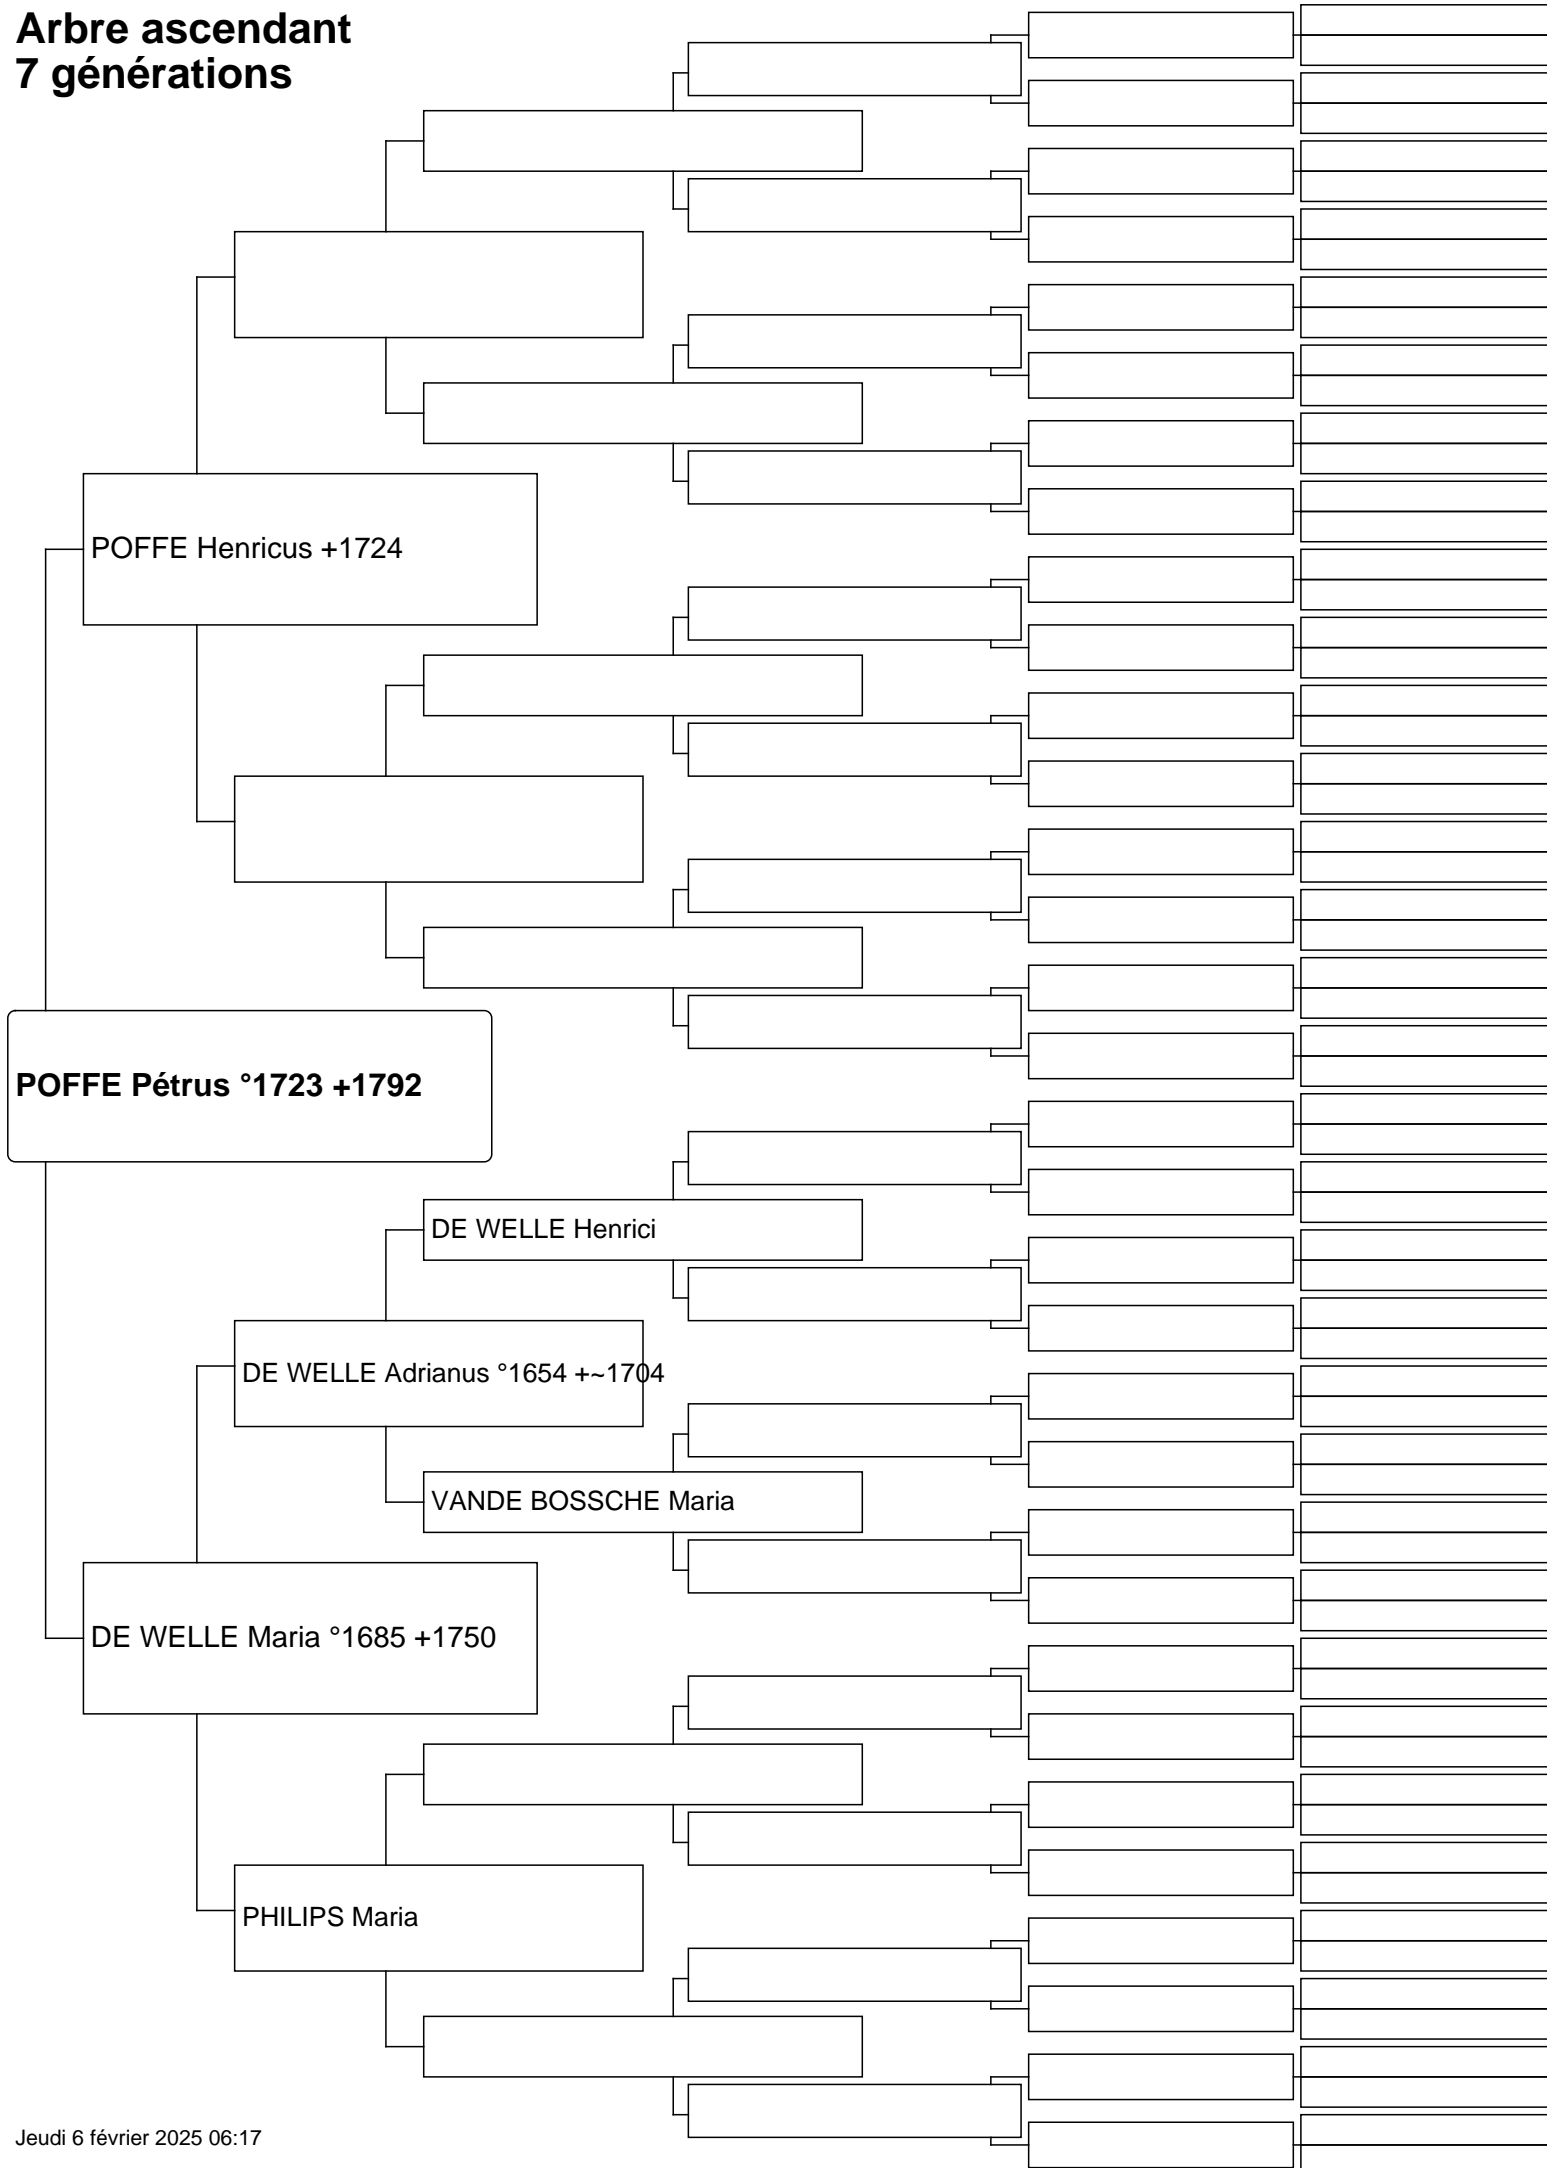 Arbre ascendant
7 générations
POFFE Henricus +1724
POFFE Pétrus °1723 +1792
DE WELLE Henrici
DE WELLE Adrianus °1654 +~1704
VANDE BOSSCHE Maria
DE WELLE Maria °1685 +1750
PHILIPS Maria
Jeudi 6 février 2025 06:17